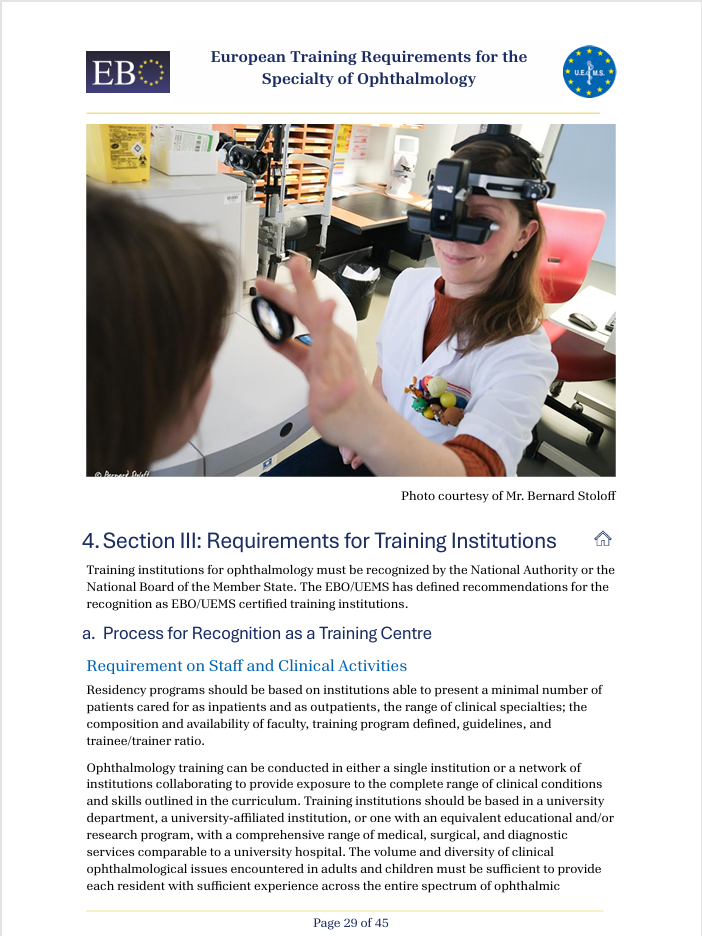 EBO
European Training Requirements for the
Specialty of Ophthalmology
U.E.M.S.
© Bernard Stoloff
Photo courtesy of Mr. Bernard Stoloff
4. Section III: Requirements for Training Institutions
Training institutions for ophthalmology must be recognized by the National Authority or the
National Board of the Member State. The EBO/UEMS has defined recommendations for the
recognition as EBO/UEMS certified training institutions.
a. Process for Recognition as a Training Centre
Requirement on Staff and Clinical Activities
Residency programs should be based on institutions able to present a minimal number of
patients cared for as inpatients and as outpatients, the range of clinical specialties; the
composition and availability of faculty, training program defined, guidelines, and
trainee/trainer ratio.
Ophthalmology training can be conducted in either a single institution or a network of
institutions collaborating to provide exposure to the complete range of clinical conditions
and skills outlined in the curriculum. Training institutions should be based in a university
department, a university-affiliated institution, or one with an equivalent educational and/or
research program, with a comprehensive range of medical, surgical, and diagnostic
services comparable to a university hospital. The volume and diversity of clinical
ophthalmological issues encountered in adults and children must be sufficient to provide
each resident with sufficient experience across the entire spectrum of ophthalmic
Page 29 of 45